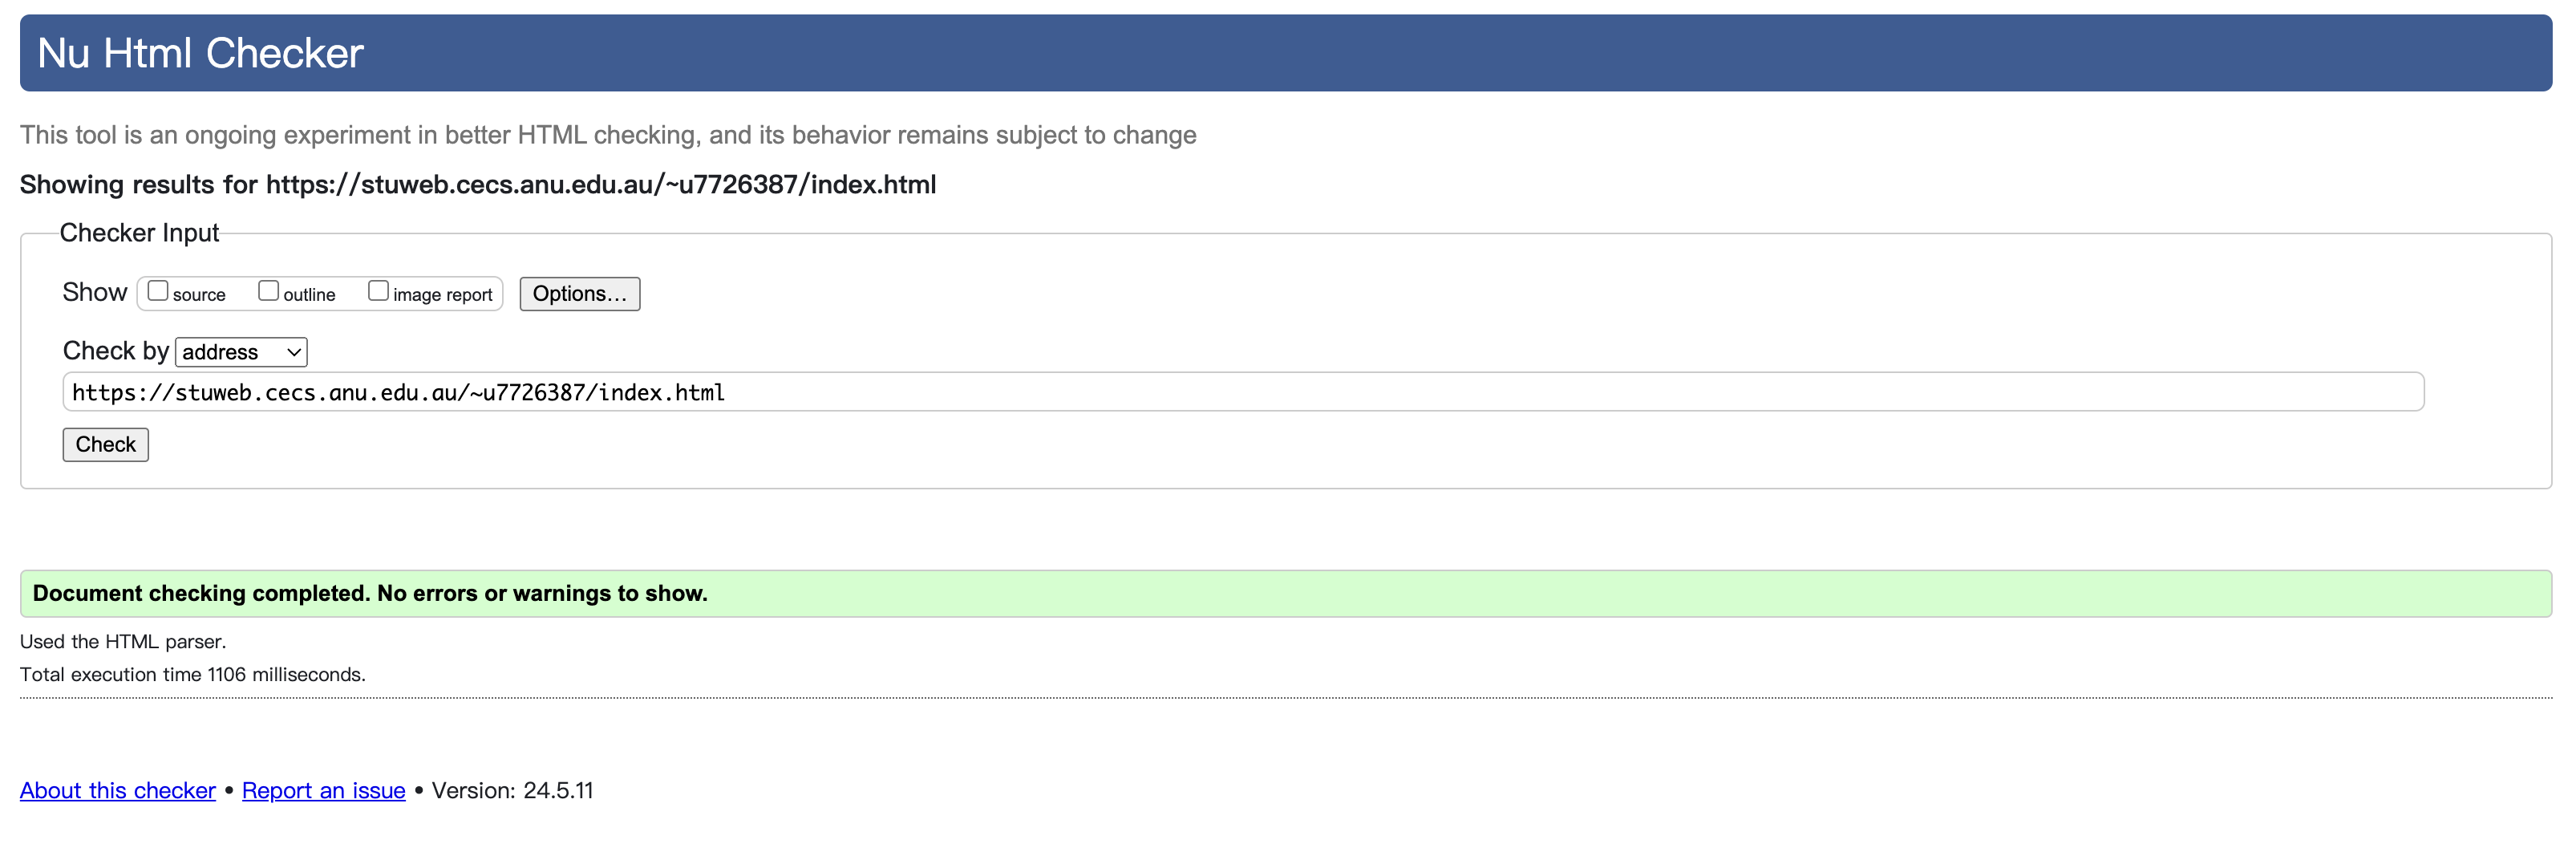 Nu Html Checker
This tool is an ongoing experiment in better HTML checking, and its behavior remains subject to change
Showing results for https://stuweb.cecs.anu.edu.au/~u7726387/index.html
Checker Input
Show source outline image report Options...
Check by address
https://stuweb.cecs.anu.edu.au/~u7726387/index.html
Check
Document checking completed. No errors or warnings to show.
Used the HTML parser.
Total execution time 1106 milliseconds.
About this checker • Report an issue • Version: 24.5.11